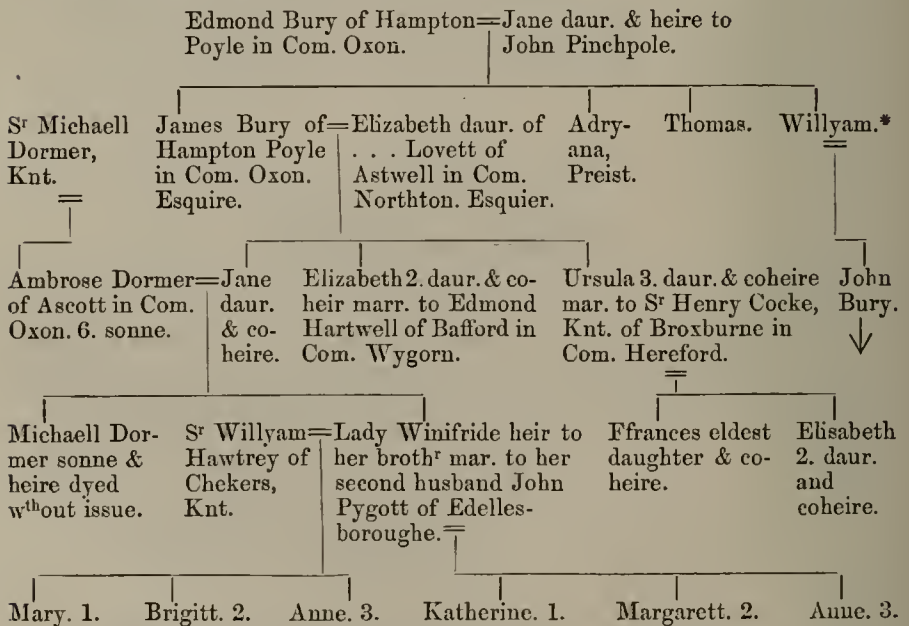 Edmond Bury of Hampton=Jane daur. & heire to
Poyle in Com. Oxon. John Pinchpole.
Sr Michaell
Dormer,
Knt.
James Bury of=Elizabeth daur. of
Hampton Poyle . . . Lovett of
in Com. Oxon. Astwell in Com.
Esquire. Northton. Esquier.
Adry-
ana,
Preist.
Thomas.
Willyam.*
Ambrose Dormer=Jane
of Ascott in Com. daur.
Oxon. 6. sonne. & co-
heire.
Elizabeth 2. daur. & co-
heir marr. to Edmond
Hartwell of Bafford in
Com. Wygorn.
Ursula 3. daur. & coheire
mar. to Sr Henry Cocke,
Knt. of Broxburne in
Com. Hereford.
John
Bury.
Michaell Dor-
mer sonne &
heire dyed
wthout issue.
Sr Willyam=Lady Winifride heir to
Hawtrey of her brothr mar. to her
Chekers, second husband John
Knt. Pygott of Edelles-
boroughe.
Ffrances eldest
daughter & co-
heire.
Elisabeth
2. daur.
and
coheire.
Mary. 1. Brigitt. 2. Anne. 3. Katherine. 1. Margarett. 2. Anne. 3.